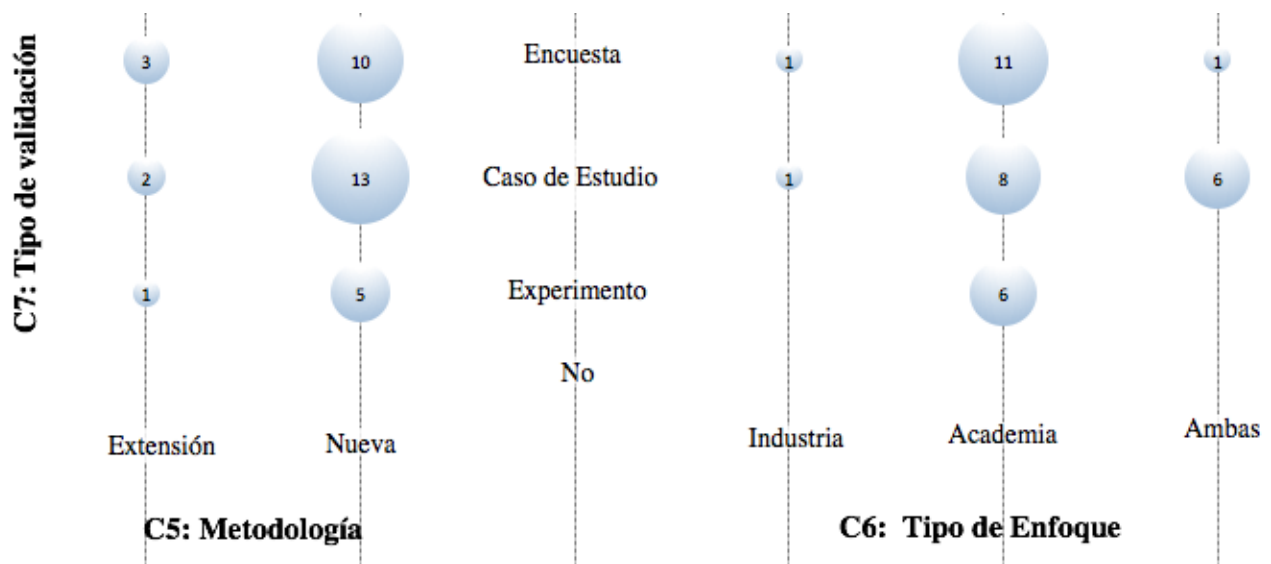 C7: Tipo de validación
3 10 Encuesta 1 11 1
2 13 Caso de Estudio 1 8 6
1 5 Experimento 6
No
Extensión Nueva Industria Academia Ambas
C5: Metodología C6: Tipo de Enfoque